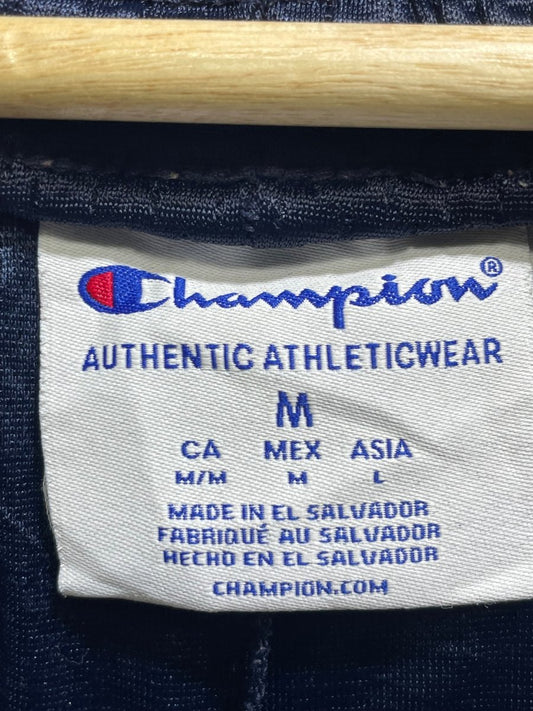 Champion®
AUTHENTIC ATHLETICWEAR
M
CA MEX ASIA
M/M M L
MADE IN EL SALVADOR
FABRIQUÉ AU SALVADOR
HECHO EN EL SALVADOR
CHAMPION.COM